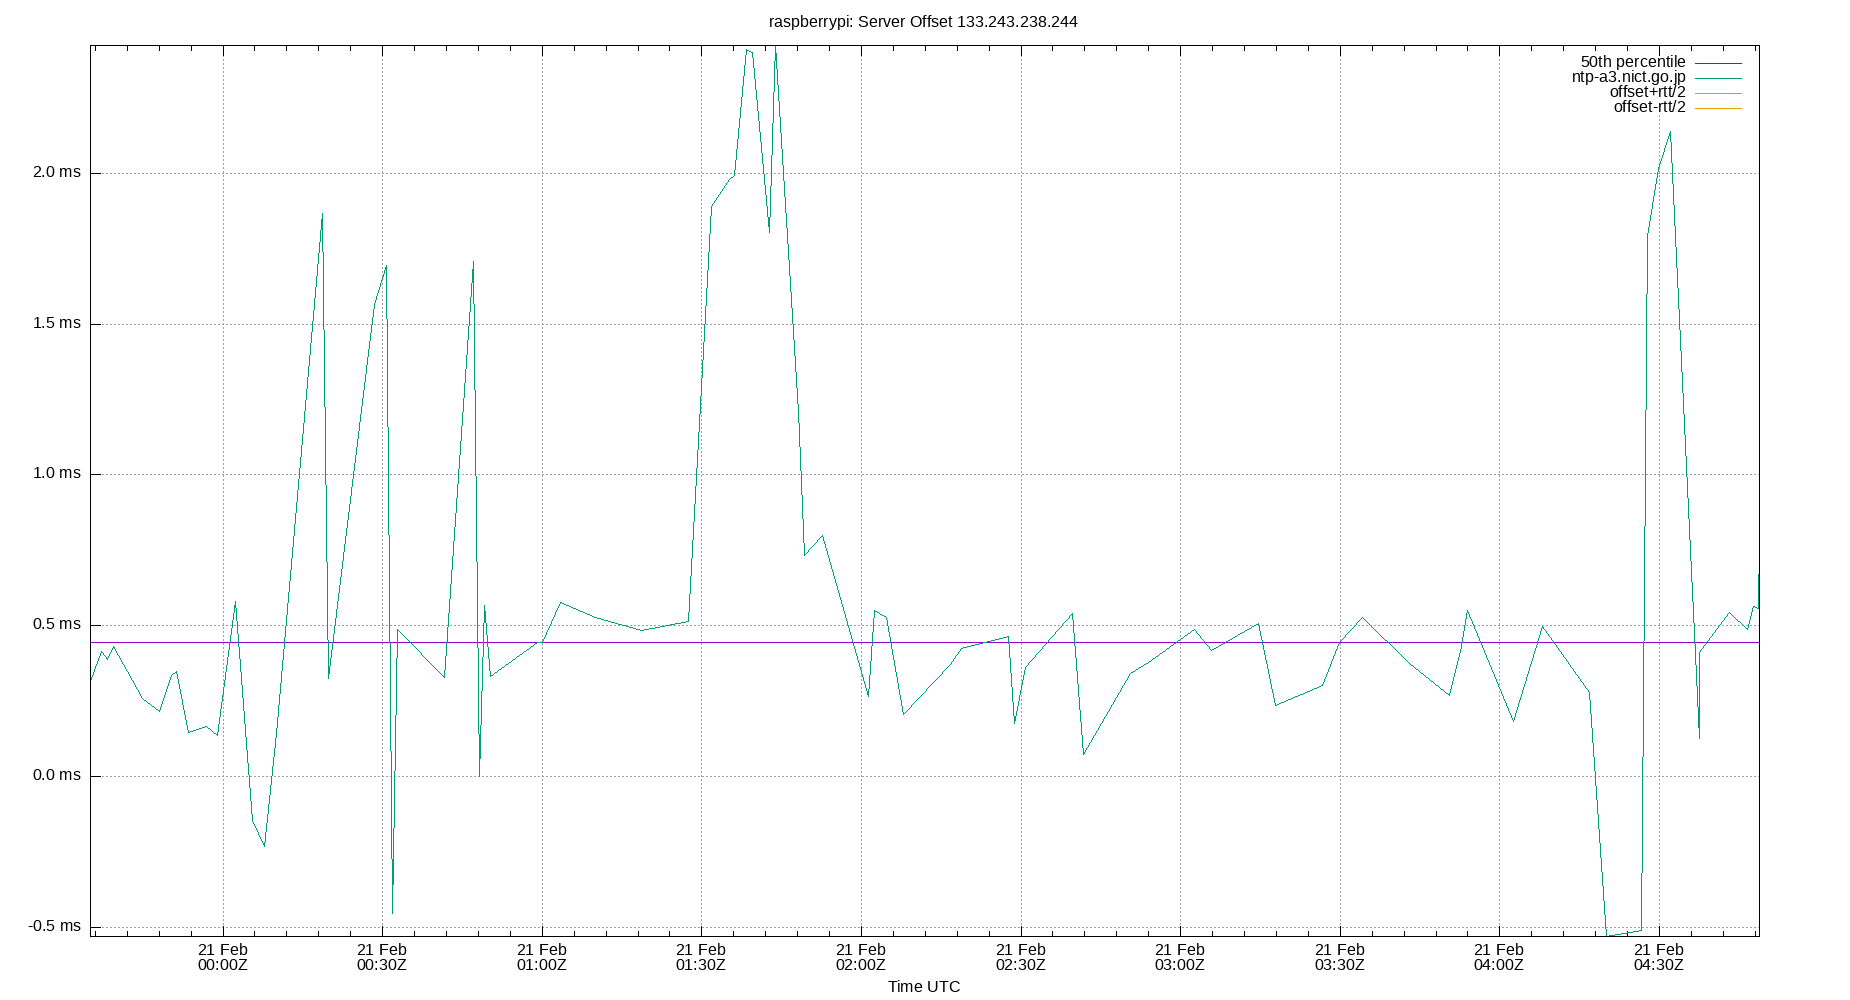 raspberrypi: Server Offset 133.243.238.244
50th percentile
ntp-a3.nict.go.jp
offset+rtt/2
offset-rtt/2
2.0 ms
1.5 ms
1.0 ms
0.5 ms
0.0 ms
-0.5 ms
21 Feb 21 Feb 21 Feb 21 Feb 21 Feb 21 Feb 21 Feb 21 Feb 21 Feb 21 Feb
00:00Z 00:30Z 01:00Z 01:30Z 02:00Z 02:30Z 03:00Z 03:30Z 04:00Z 04:30Z
Time UTC